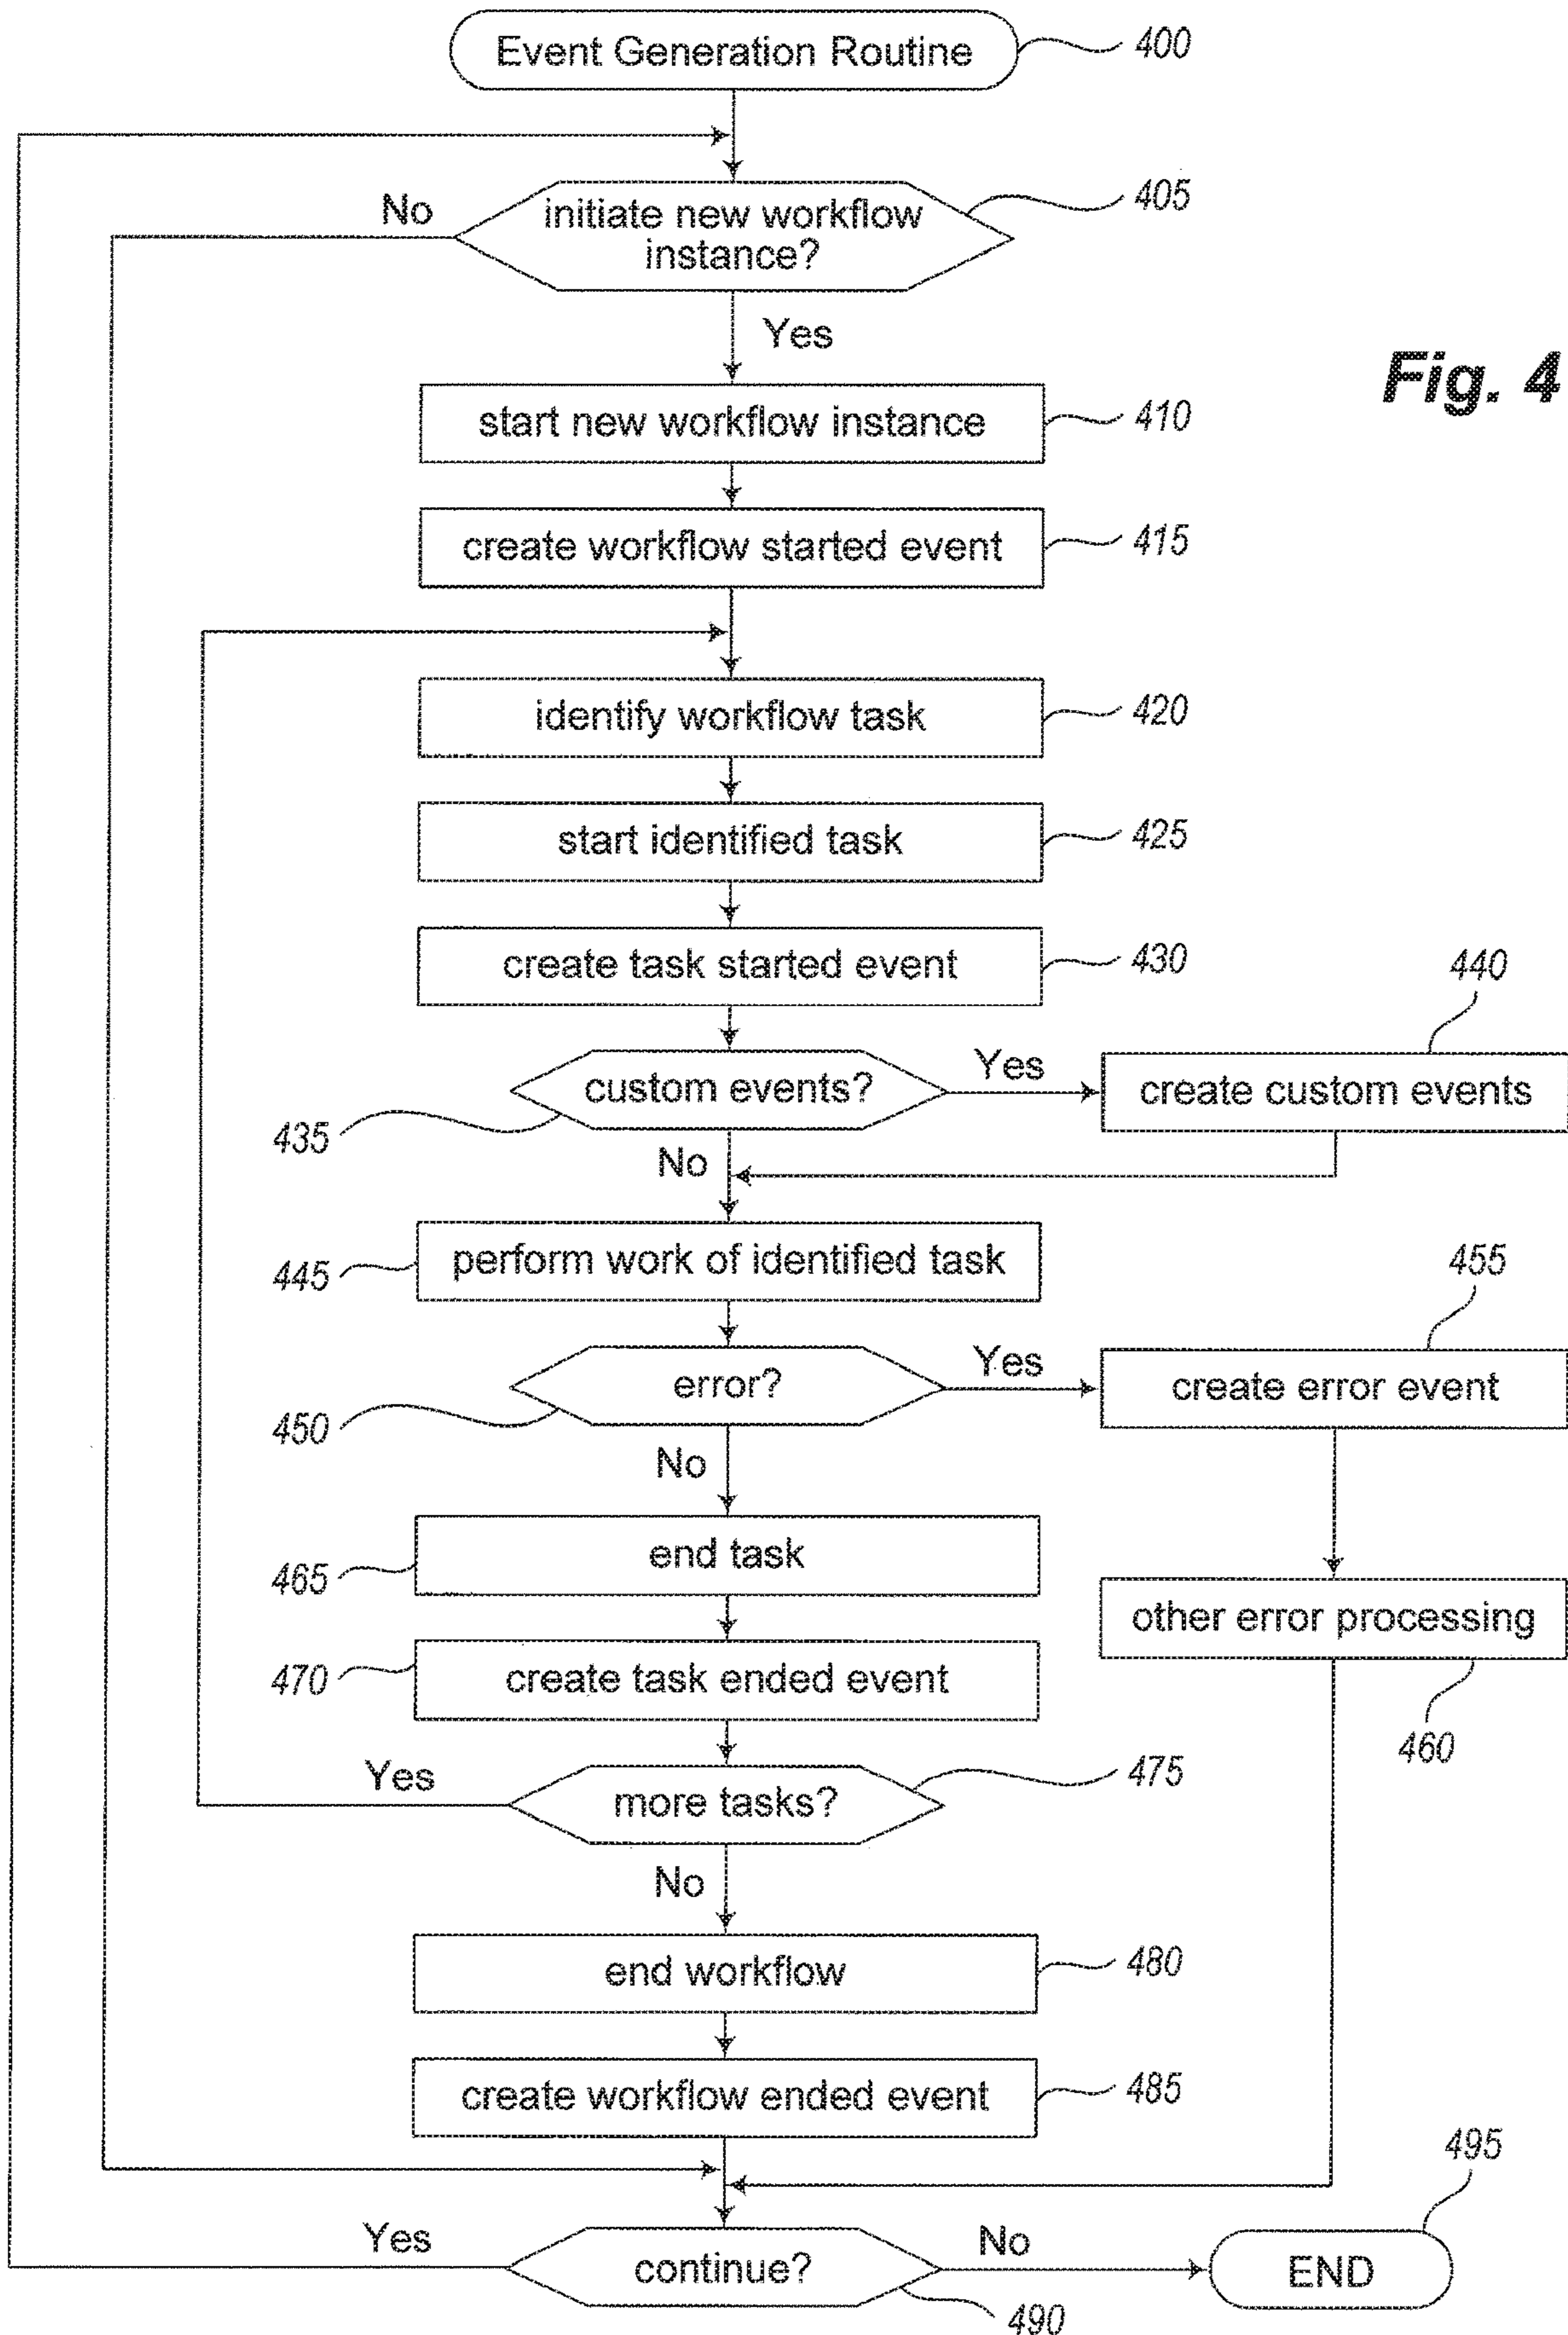 Event Generation Routine
400
No
initiate new workflow
instance?
405
Yes
Fig. 4
start new workflow instance
410
create workflow started event
415
identify workflow task
420
start identified task
425
create task started event
430
440
custom events?
Yes
create custom events
435
No
perform work of identified task
445
455
error?
Yes
create error event
450
No
end task
465
other error processing
create task ended event
470
460
Yes
more tasks?
475
No
end workflow
480
create workflow ended event
485
495
Yes
continue?
No
END
490